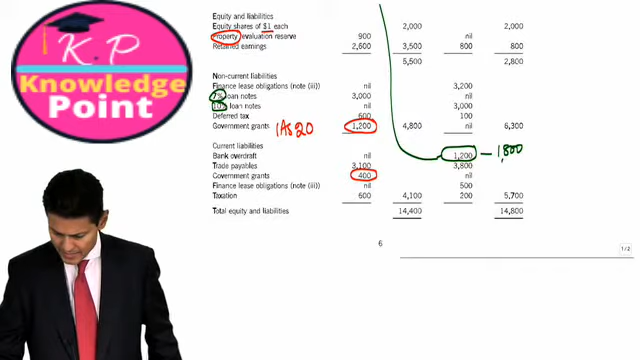 K.P
Knowledge
Point
Equity and liabilities
Equity shares of $1 each 2,000 2,000
Property evaluation reserve 900 nil
Retained earnings 2,600 3,500 800 800
5,500 2,800
Non-current liabilities
Finance lease obligations (note (iii)) nil 3,200
7% loan notes 3,000 nil
10% loan notes nil 3,000
Deferred tax 600 100
Government grants IAS20 1,200 4,800 nil 6,300
Current liabilities
Bank overdraft nil 1,200 – 1,800
Trade payables 3,100 3,800
Government grants 400 nil
Finance lease obligations (note (iii)) nil 500
Taxation 600 4,100 200 5,700
Total equity and liabilities 14,400 14,800
6
1/2